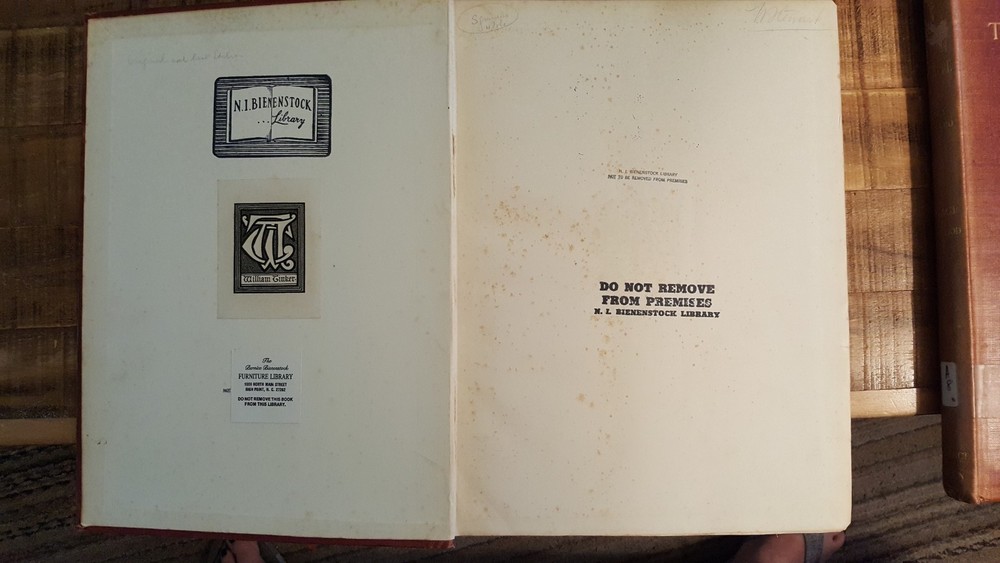 N.I. BIENENSTOCK
...Library
WT
William Tinker
The
Bernice Bienenstock
FURNITURE LIBRARY
1009 NORTH MAIN STREET
HIGH POINT, N. C. 27262
DO NOT REMOVE THIS BOOK
FROM THIS LIBRARY.
NOT
N. I. BIENENSTOCK LIBRARY
NOT TO BE REMOVED FROM PREMISES
DO NOT REMOVE
FROM PREMISES
N. I. BIENENSTOCK LIBRARY
T